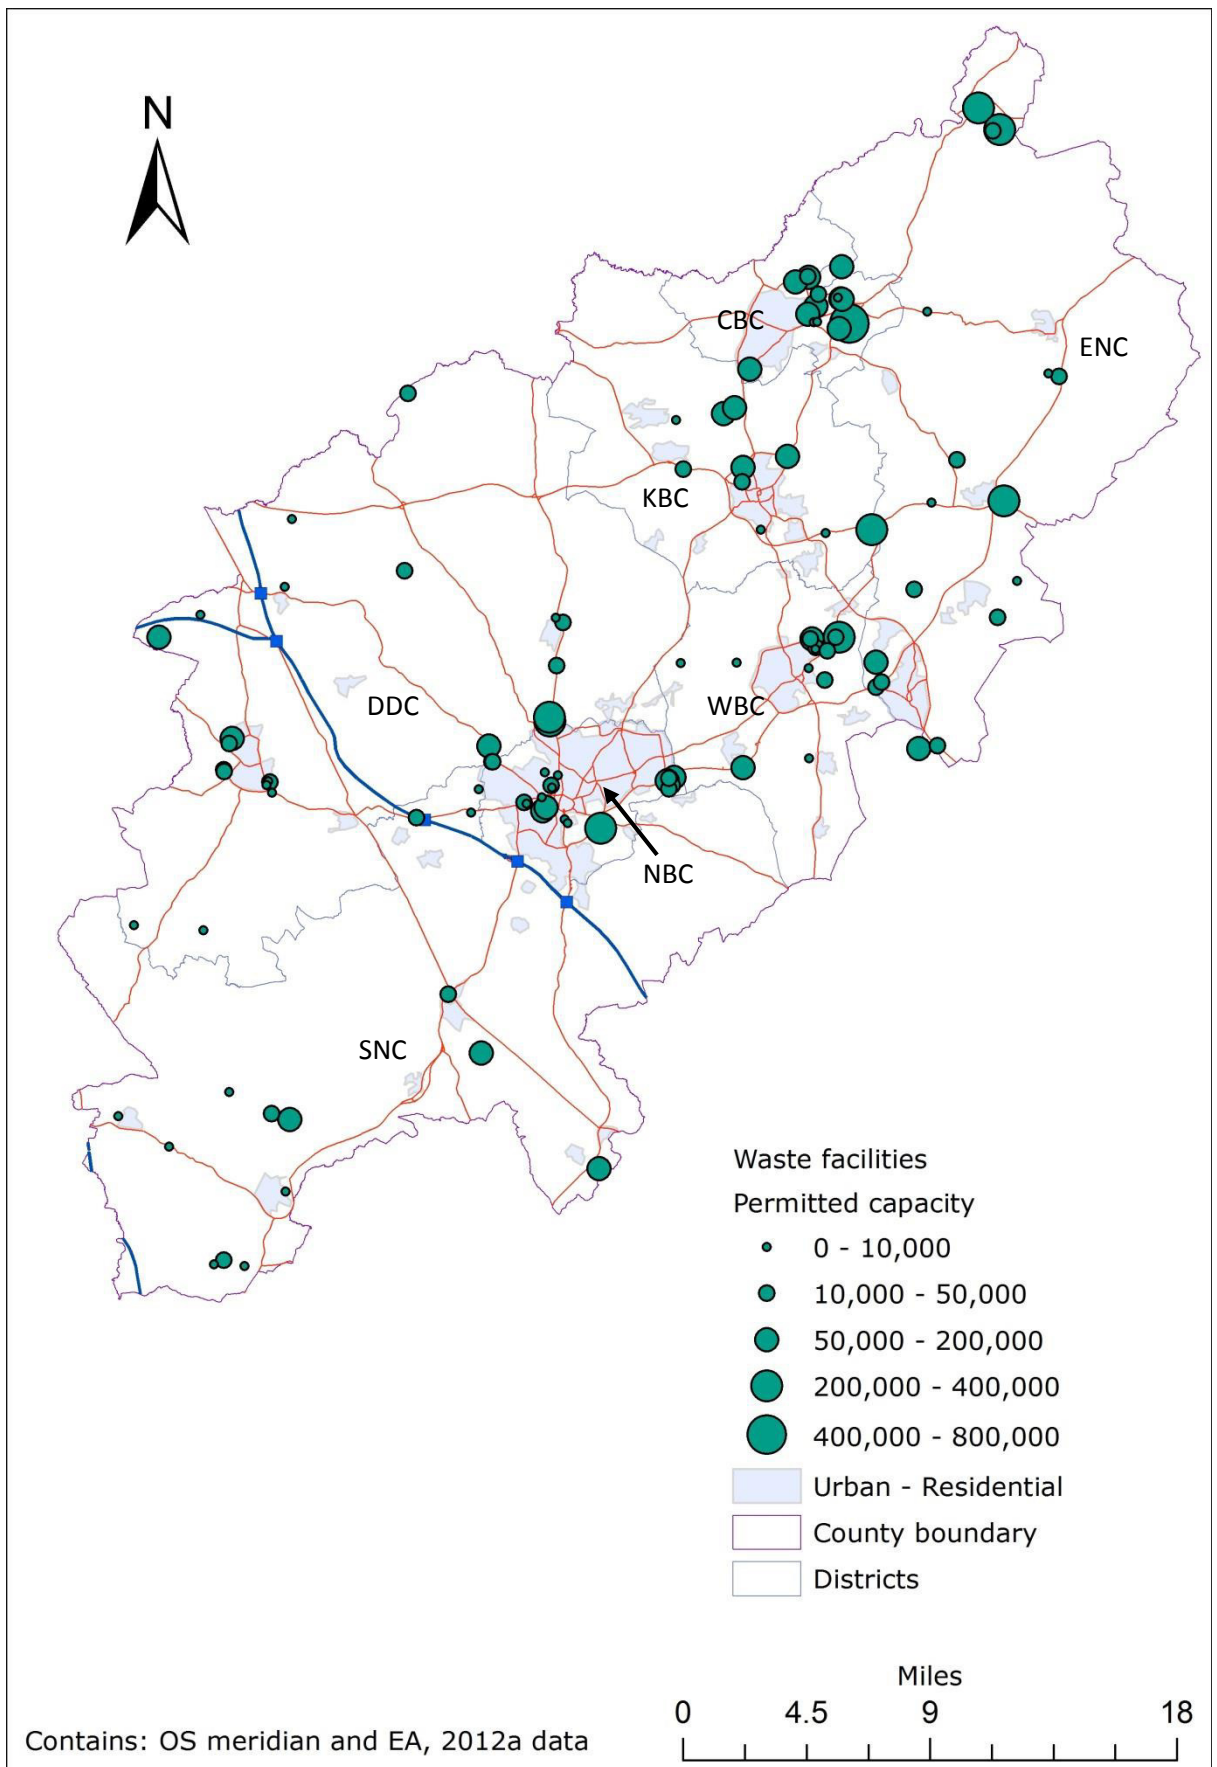 N
CBC
ENC
KBC
DDC
WBC
NBC
SNC
Waste facilities
Permitted capacity
0 - 10,000
10,000 - 50,000
50,000 - 200,000
200,000 - 400,000
400,000 - 800,000
Urban - Residential
County boundary
Districts
Miles
0 4.5 9 18
Contains: OS meridian and EA, 2012a data